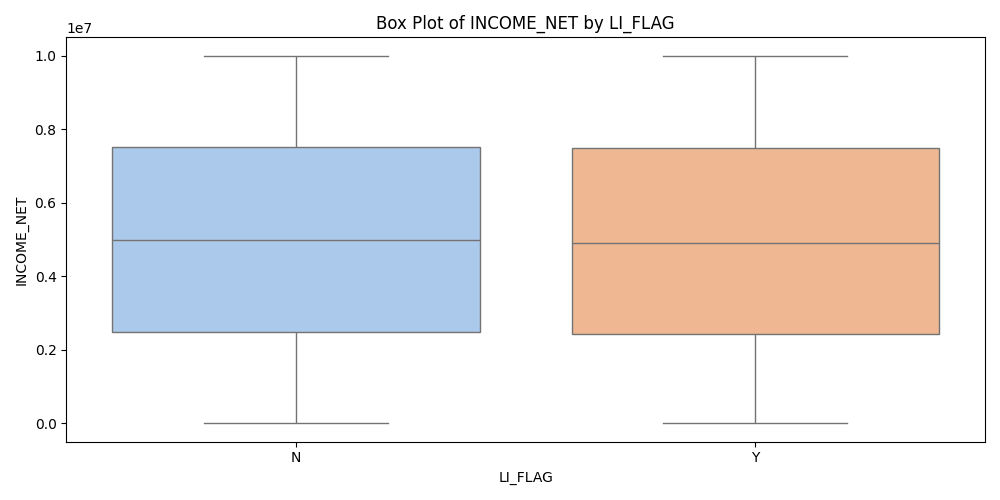 Box Plot of INCOME_NET by LI_FLAG
1e7
1.0
0.8
0.6
0.4
0.2
0.0
INCOME_NET
N
Y
LI_FLAG